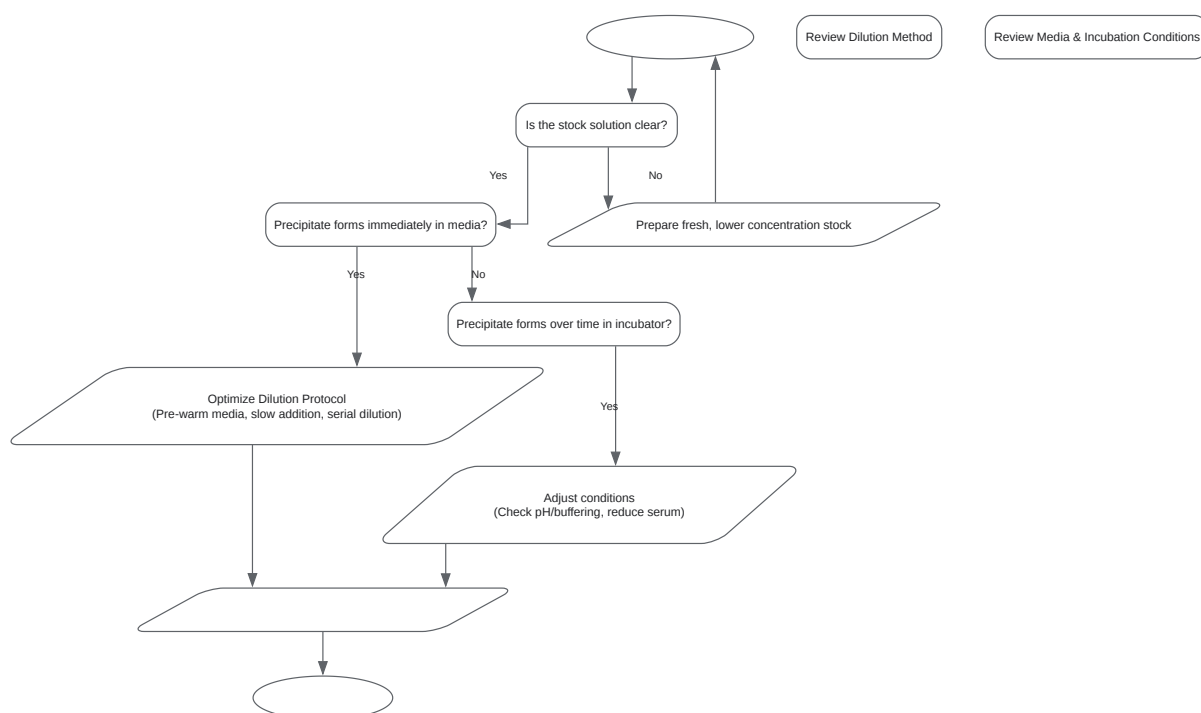 Review Dilution Method
Review Media & Incubation Conditions
Is the stock solution clear?
Yes
No
Precipitate forms immediately in media?
Prepare fresh, lower concentration stock
Yes
No
Precipitate forms over time in incubator?
Optimize Dilution Protocol
(Pre-warm media, slow addition, serial dilution)
Yes
Adjust conditions
(Check pH/buffering, reduce serum)